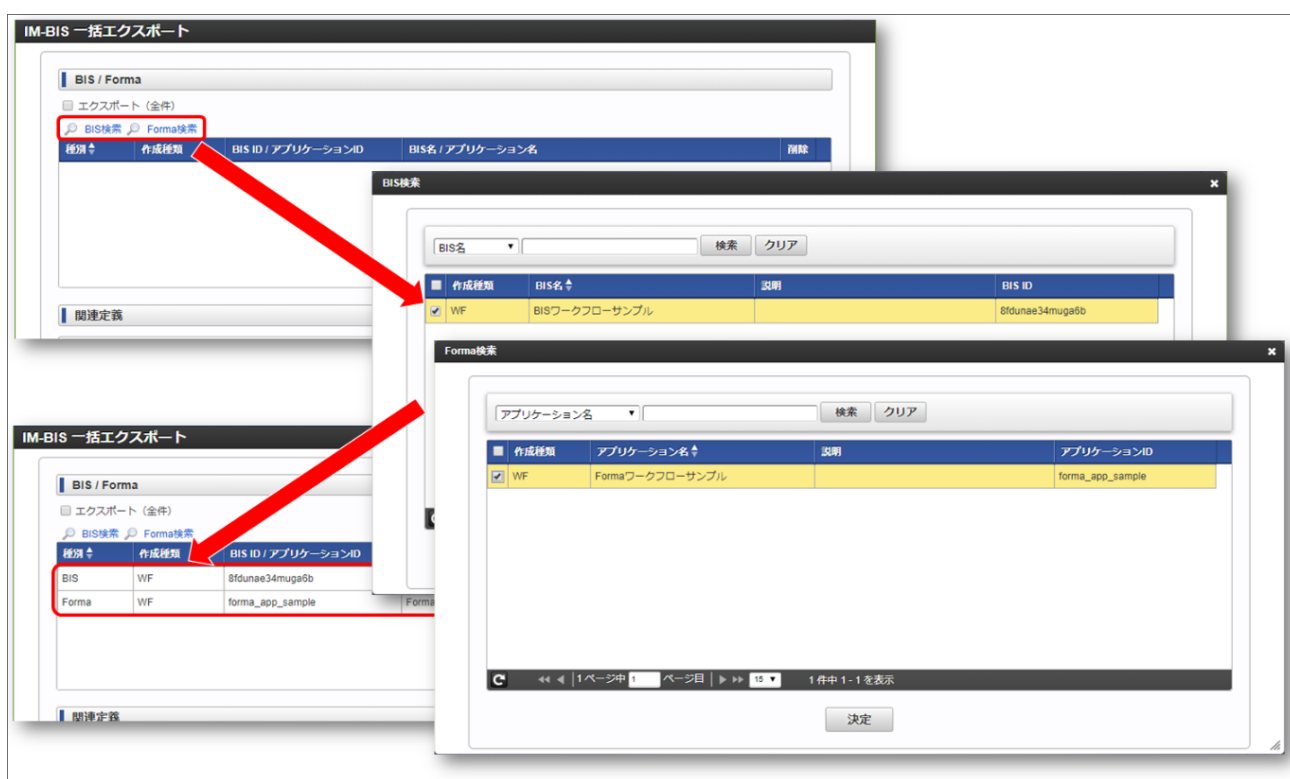 IM-BIS 一括エクスポート
BIS / Forma
エクスポート（全件）
BIS検索 Forma検索
種別 作成種類 BIS ID / アプリケーションID BIS名 / アプリケーション名 削除
関連定義
BIS検索
BIS名 検索 クリア
作成種類 BIS名 説明 BIS ID
WF BISワークフローサンプル 8fdunae34muga6b
Forma検索
アプリケーション名 検索 クリア
作成種類 アプリケーション名 説明 アプリケーションID
WF Formaワークフローサンプル forma_app_sample
1 ページ中 1 ページ目 15 1 件中 1 - 1 を表示
決定
IM-BIS 一括エクスポート
BIS / Forma
エクスポート（全件）
BIS検索 Forma検索
種別 作成種類 BIS ID / アプリケーションID
BIS WF 8fdunae34muga6b
Forma WF forma_app_sample Forma
関連定義